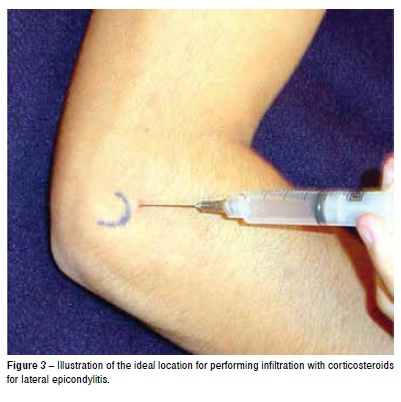 Figure 3 – Illustration of the ideal location for performing infiltration with corticosteroids
for lateral epicondylitis.